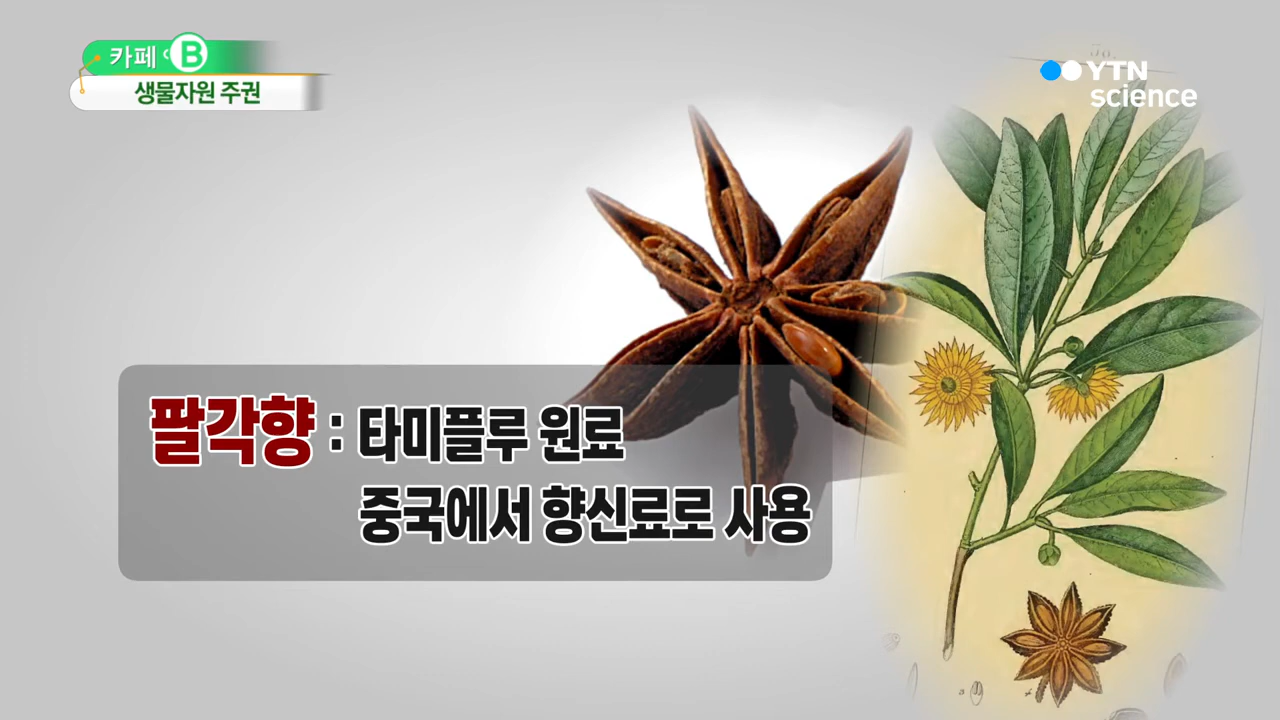 카페 B
생물자원 주권
YTN
science
팔각향 : 타미플루 원료
중국에서 향신료로 사용